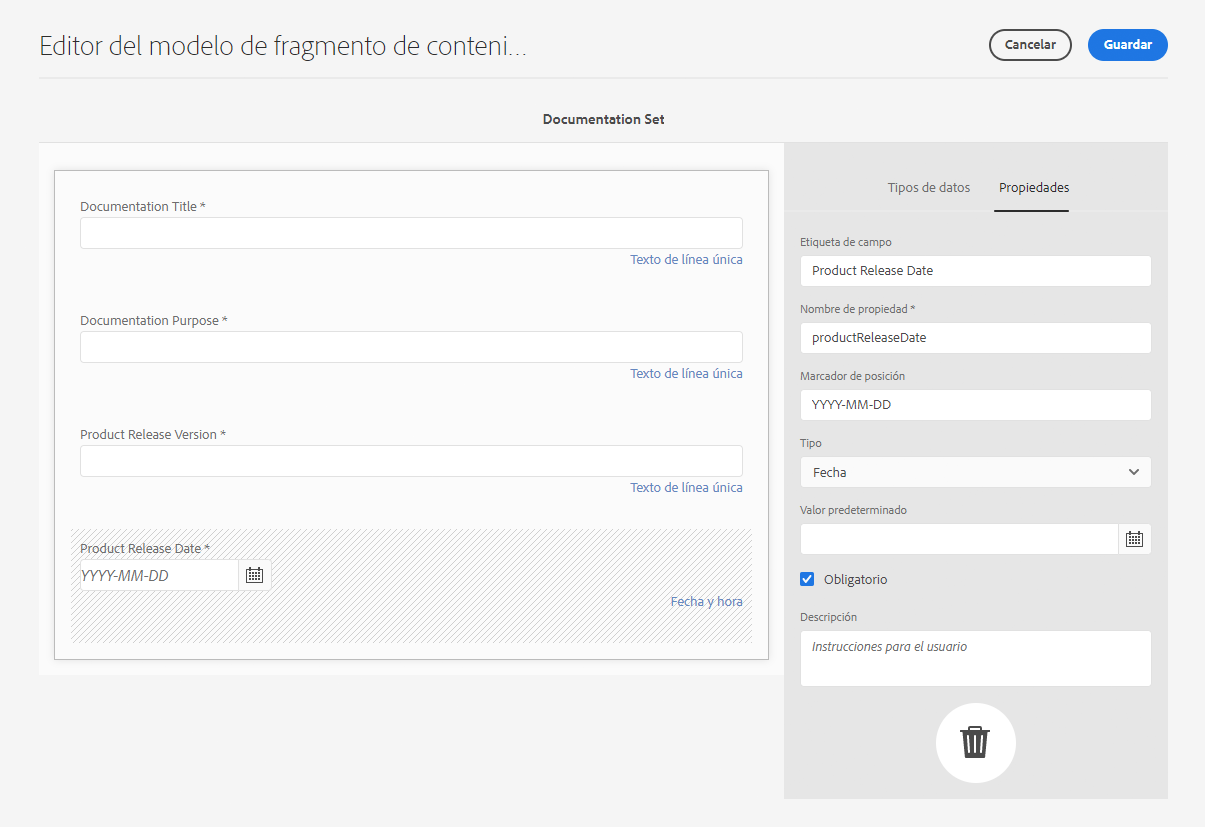 Editor del modelo de fragmento de conteni...
Cancelar
Guardar
Documentation Set
Documentation Title *
Texto de línea única
Documentation Purpose *
Texto de línea única
Product Release Version *
Texto de línea única
Product Release Date *
YYYY-MM-DD
Fecha y hora
Tipos de datos
Propiedades
Etiqueta de campo
Product Release Date
Nombre de propiedad *
productReleaseDate
Marcador de posición
YYYY-MM-DD
Tipo
Fecha
Valor predeterminado
Obligatorio
Descripción
Instrucciones para el usuario